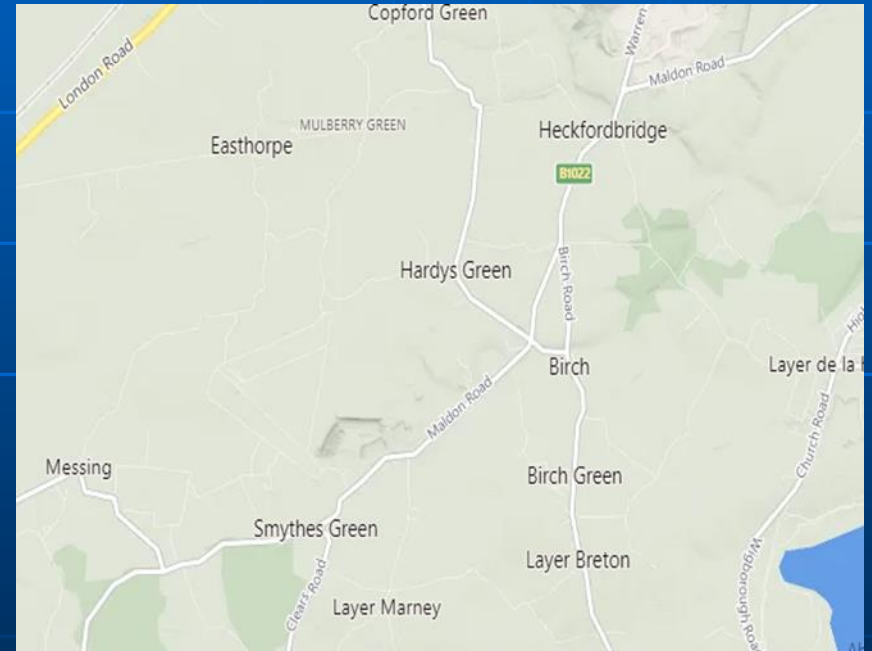 Copford Green
London Road
Warren
Maldon Road
MULBERRY GREEN
Easthorpe
Heckfordbridge
B1022
Hardys Green
Birch Road
Birch
Layer de la
Maldon Road
Church Road
Messing
Birch Green
Smythes Green
Layer Breton
Wigborough Roa
Clears Road
Layer Marney